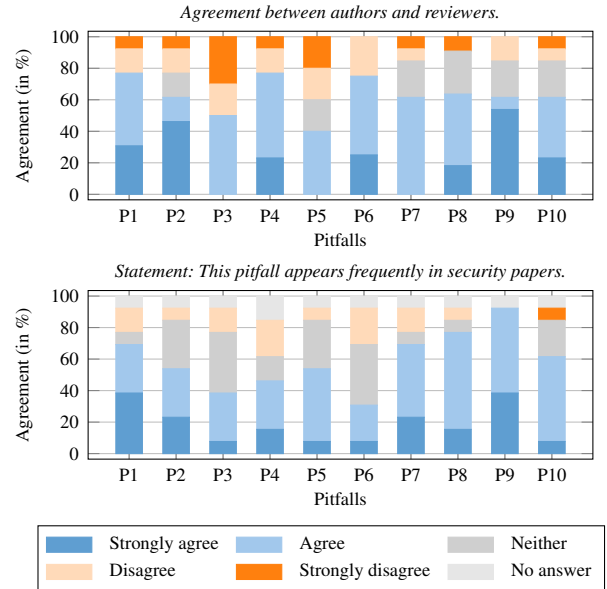 Agreement between authors and reviewers.
Agreement (in %)
100
80
60
40
20
0
P1 P2 P3 P4 P5 P6 P7 P8 P9 P10
Pitfalls
Statement: This pitfall appears frequently in security papers.
Agreement (in %)
100
80
60
40
20
0
P1 P2 P3 P4 P5 P6 P7 P8 P9 P10
Pitfalls
Strongly agree Agree Neither
Disagree Strongly disagree No answer